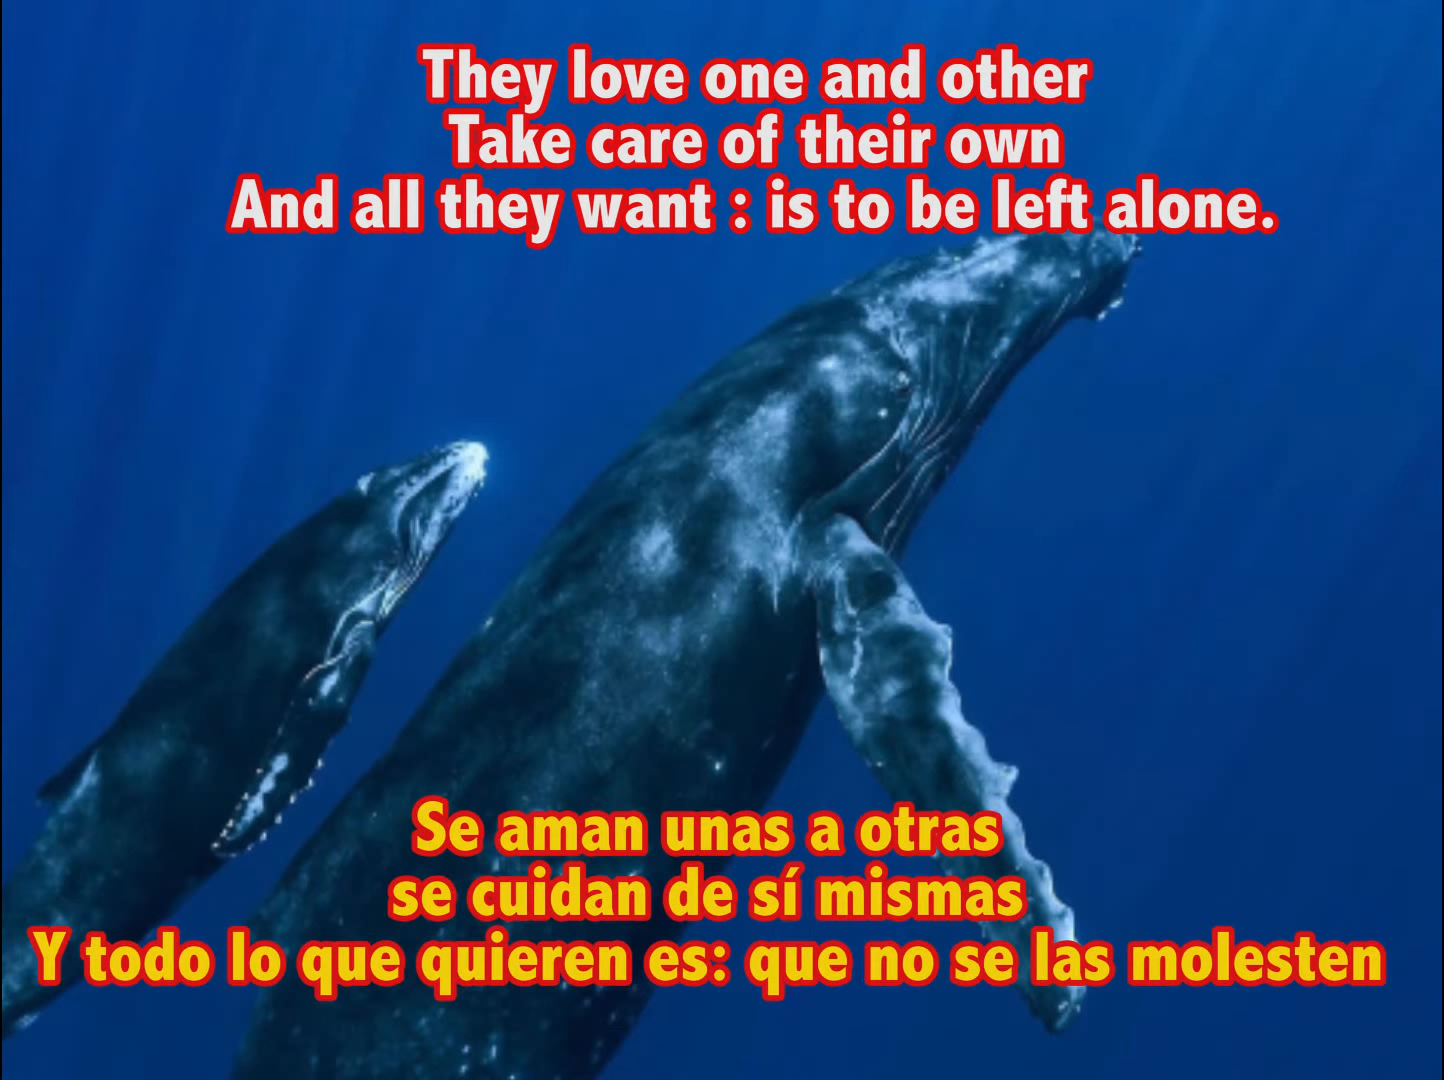 They love one and other
Take care of their own
And all they want : is to be left alone.
Se aman unas a otras
se cuidan de sí mismas
Y todo lo que quieren es: que no se las molesten